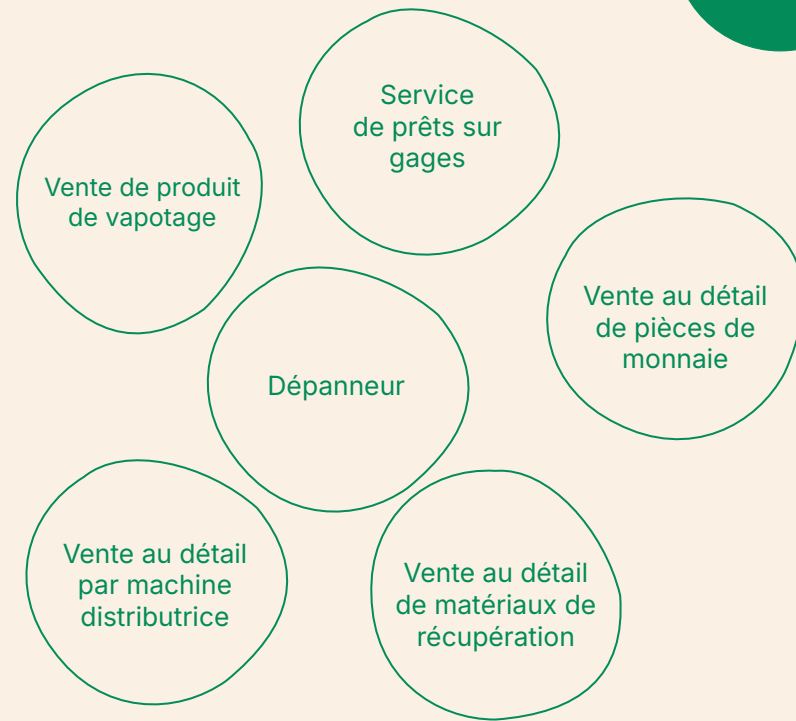 Service
de prêts sur
gages
Vente de produit
de vapotage
Vente au détail
de pièces de
monnaie
Dépanneur
Vente au détail
par machine
distributrice
Vente au détail
de matériaux de
récupération